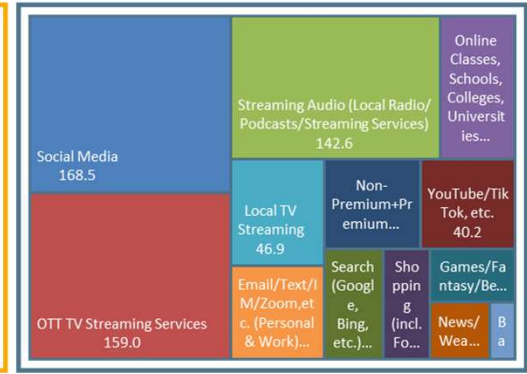 Social Media
168.5
OTT TV Streaming Services
159.0
Streaming Audio (Local Radio/
Podcasts/Streaming Services)
142.6
Online
Classes,
Schools,
Colleges,
Universit
ies...
Local TV
Streaming
46.9
Non-
Premium+Pr
emium...
YouTube/Tik
Tok, etc.
40.2
Email/Text/I
M/Zoom,et
c. (Personal
& Work)...
Search
(Googl
e,
Bing,
etc.)...
Sho
ppin
g
(incl.
Fo...
Games/Fa
ntasy/Be...
News/
Wea...
B
a